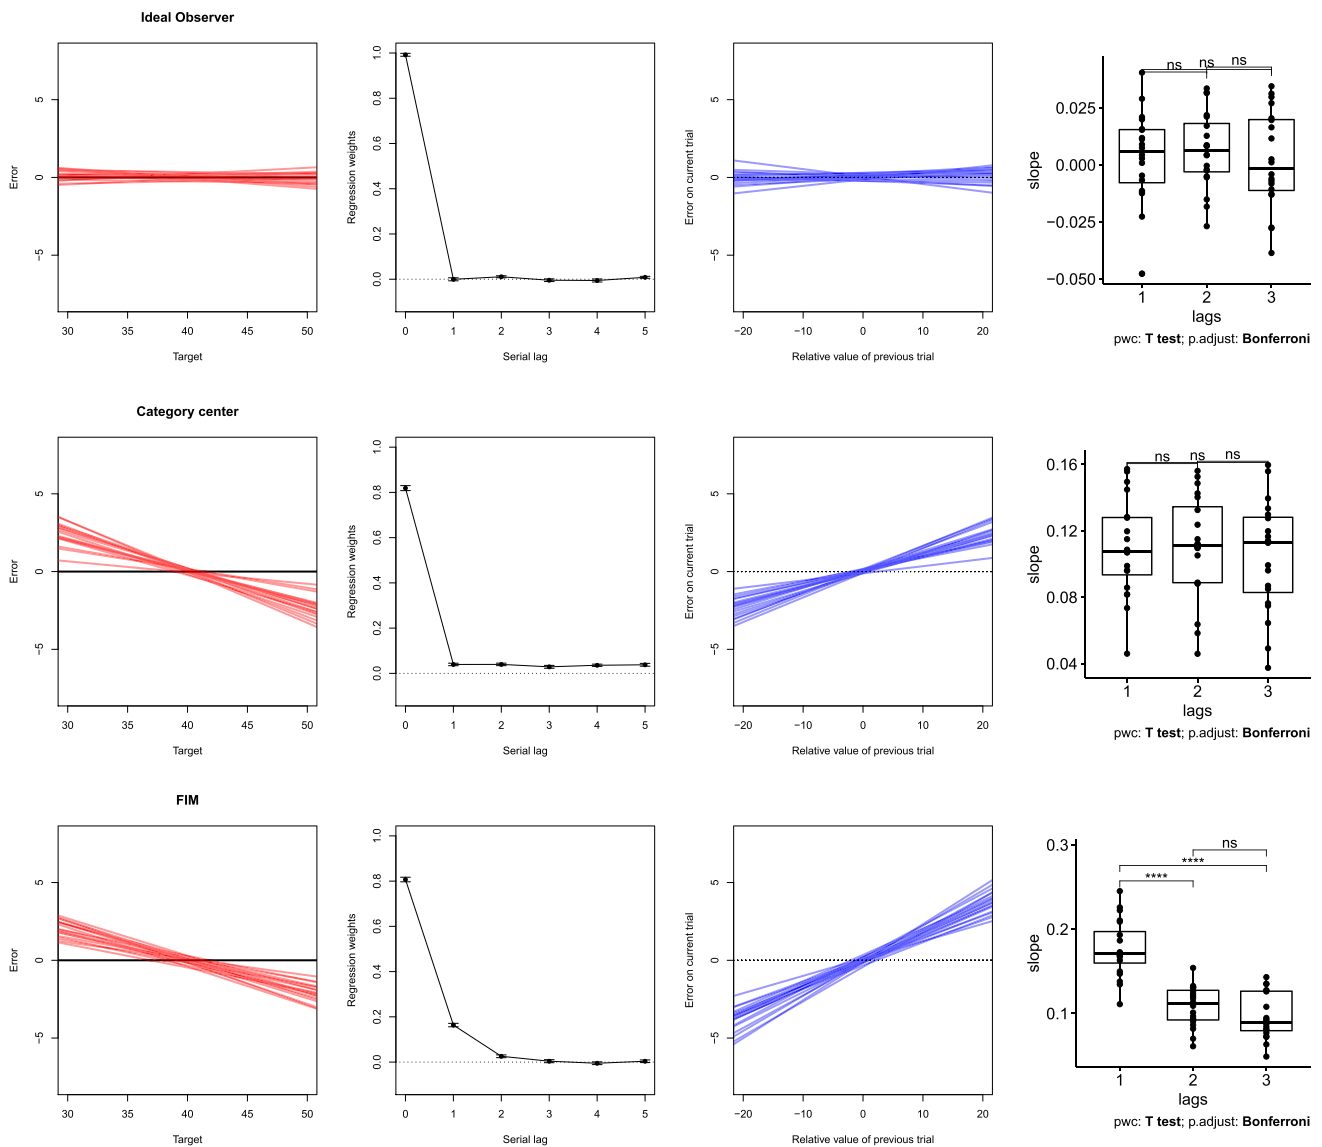 Ideal Observer
Error
−5 0 5
30 35 40 45 50
Target
Regression weights
0.0 0.2 0.4 0.6 0.8 1.0
0 1 2 3 4 5
Serial lag
Error on current trial
−5 0 5
−20 −10 0 10 20
Relative value of previous trial
ns ns ns
slope
0.025
0.000
−0.025
−0.050
1 2 3
lags
pwc: T test; p.adjust: Bonferroni
Category center
Error
−5 0 5
30 35 40 45 50
Target
Regression weights
0.0 0.2 0.4 0.6 0.8 1.0
0 1 2 3 4 5
Serial lag
Error on current trial
−5 0 5
−20 −10 0 10 20
Relative value of previous trial
ns ns ns
slope
0.16
0.12
0.08
0.04
1 2 3
lags
pwc: T test; p.adjust: Bonferroni
FIM
Error
−5 0 5
30 35 40 45 50
Target
Regression weights
0.0 0.2 0.4 0.6 0.8 1.0
0 1 2 3 4 5
Serial lag
Error on current trial
−5 0 5
−20 −10 0 10 20
Relative value of previous trial
ns
****
****
slope
0.3
0.2
0.1
1 2 3
lags
pwc: T test; p.adjust: Bonferroni